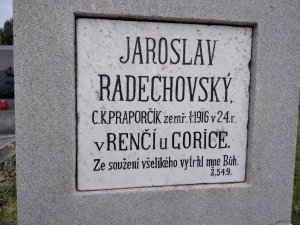 JAROSLAV
RADECHOVSKÝ,
C.K.PRAPORČÍK zemř. 1916 v 24.r.
v RENČÍ u GORICE.
Ze soužení všelikého vytrhl mne Bůh.
Ž,54.9.